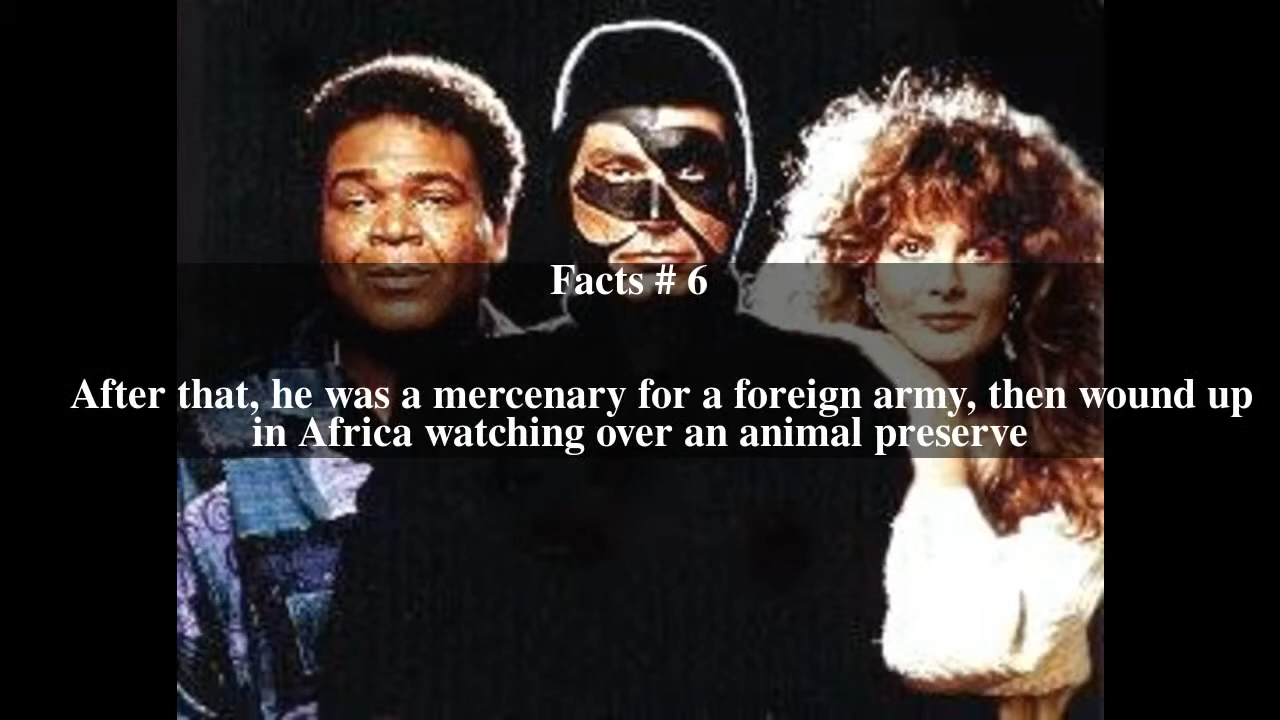 Facts # 6
After that, he was a mercenary for a foreign army, then wound up
in Africa watching over an animal preserve